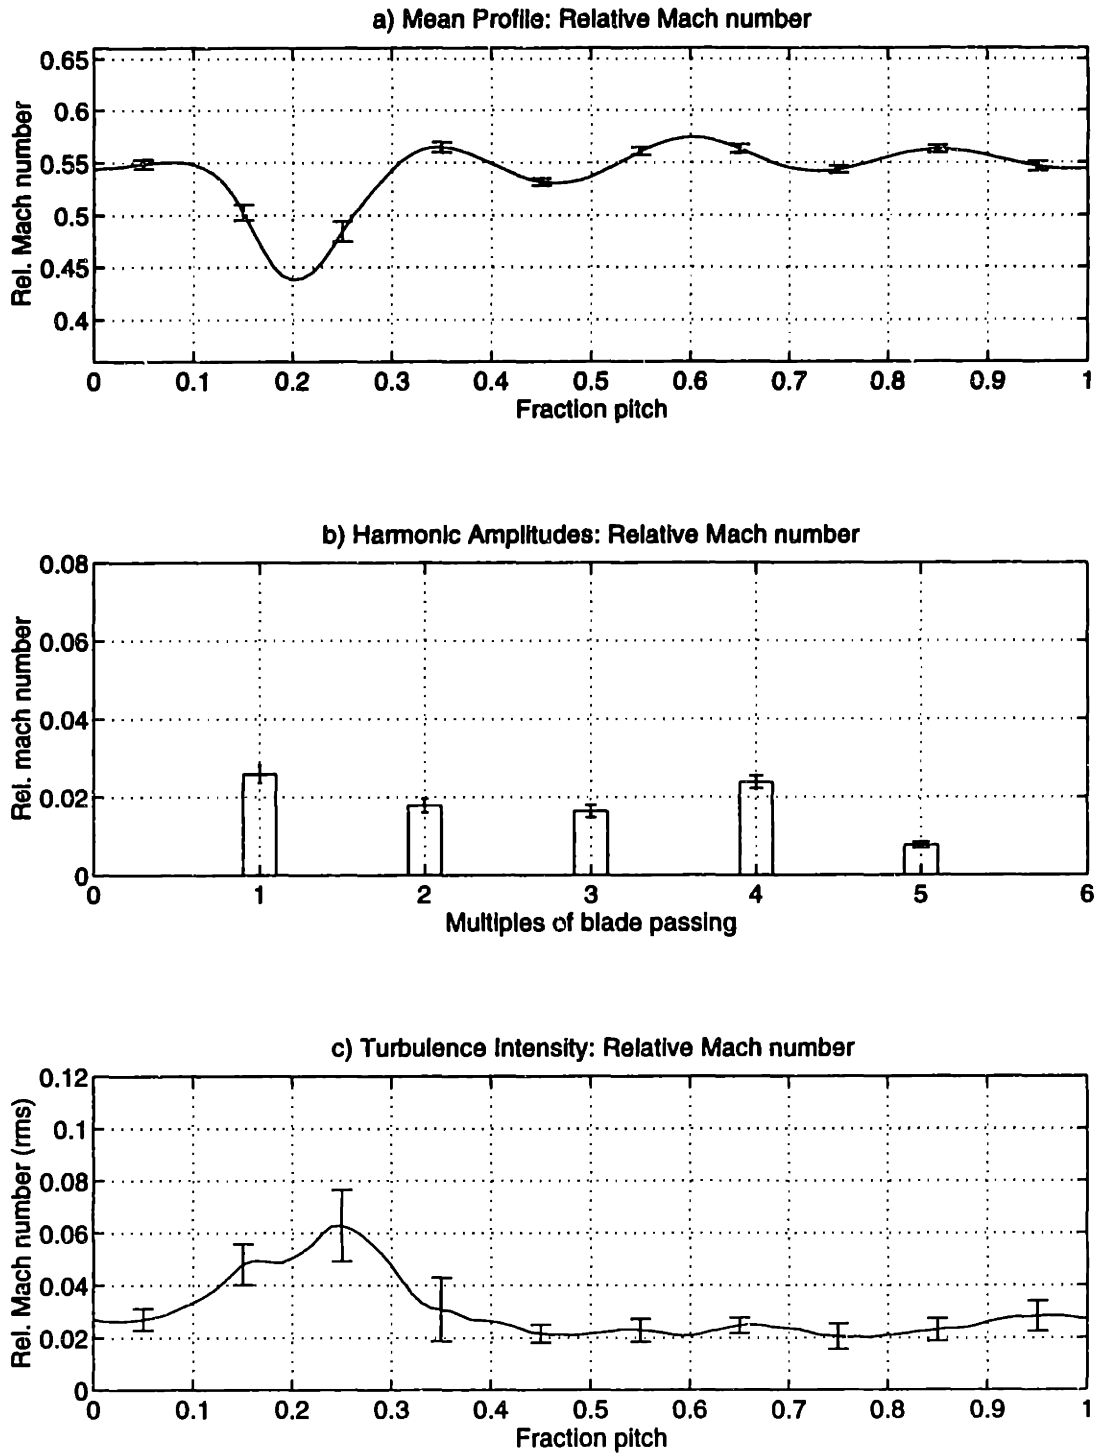 a) Mean Profile: Relative Mach number
0.65
0.6
0.55
0.5
0.45
0.4
Rel. Mach number
0 0.1 0.2 0.3 0.4 0.5 0.6 0.7 0.8 0.9 1
Fraction pitch
b) Harmonic Amplitudes: Relative Mach number
0.08
0.06
0.04
0.02
0
Rel. mach number
0 1 2 3 4 5 6
Multiples of blade passing
c) Turbulence Intensity: Relative Mach number
0.12
0.1
0.08
0.06
0.04
0.02
0
Rel. Mach number (rms)
0 0.1 0.2 0.3 0.4 0.5 0.6 0.7 0.8 0.9 1
Fraction pitch